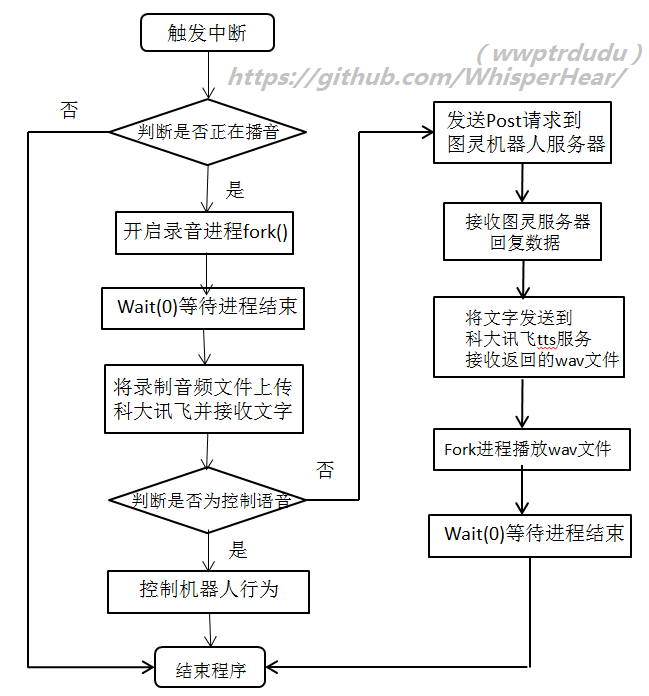 触发中断
（wwptrdudu）
https://github.com/WhisperHear/
否
判断是否正在播音
是
开启录音进程fork()
Wait(0)等待进程结束
将录制音频文件上传
科大讯飞并接收文字
否
判断是否为控制语音
是
控制机器人行为
结束程序
发送Post请求到
图灵机器人服务器
接收图灵服务器
回复数据
将文字发送到
科大讯飞tts服务
接收返回的wav文件
Fork进程播放wav文件
Wait(0)等待进程结束